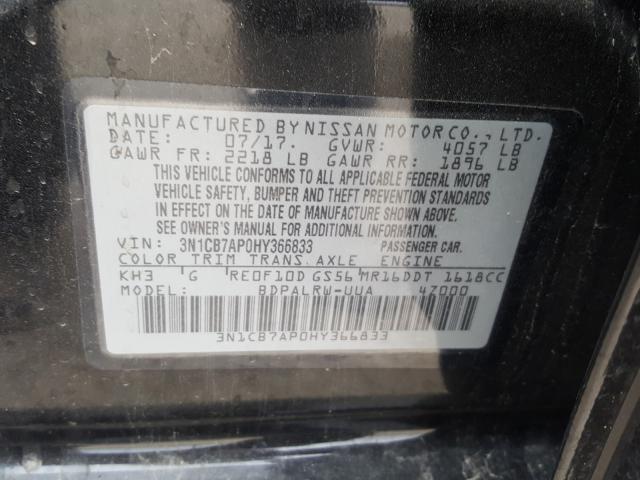 MANUFACTURED BY NISSAN MOTOR CO., LTD.
DATE: 07/17. GVWR: 4057 LB
GAWR FR: 2218 LB GAWR RR: 1896 LB
THIS VEHICLE CONFORMS TO ALL APPLICABLE FEDERAL MOTOR
VEHICLE SAFETY, BUMPER AND THEFT PREVENTION STANDARDS
IN EFFECT ON THE DATE OF MANUFACTURE SHOWN ABOVE.
SEE OWNER'S MANUAL FOR ADDITIONAL INFORMATION.
VIN: 3N1CB7AP0HY366833 PASSENGER CAR.
COLOR TRIM TRANS. AXLE ENGINE
KH3 G RE0F10D GS56 MR16DDT 1618CC
MODEL: BDPALRW-UUA 4Z000
3N1CB7AP0HY366833